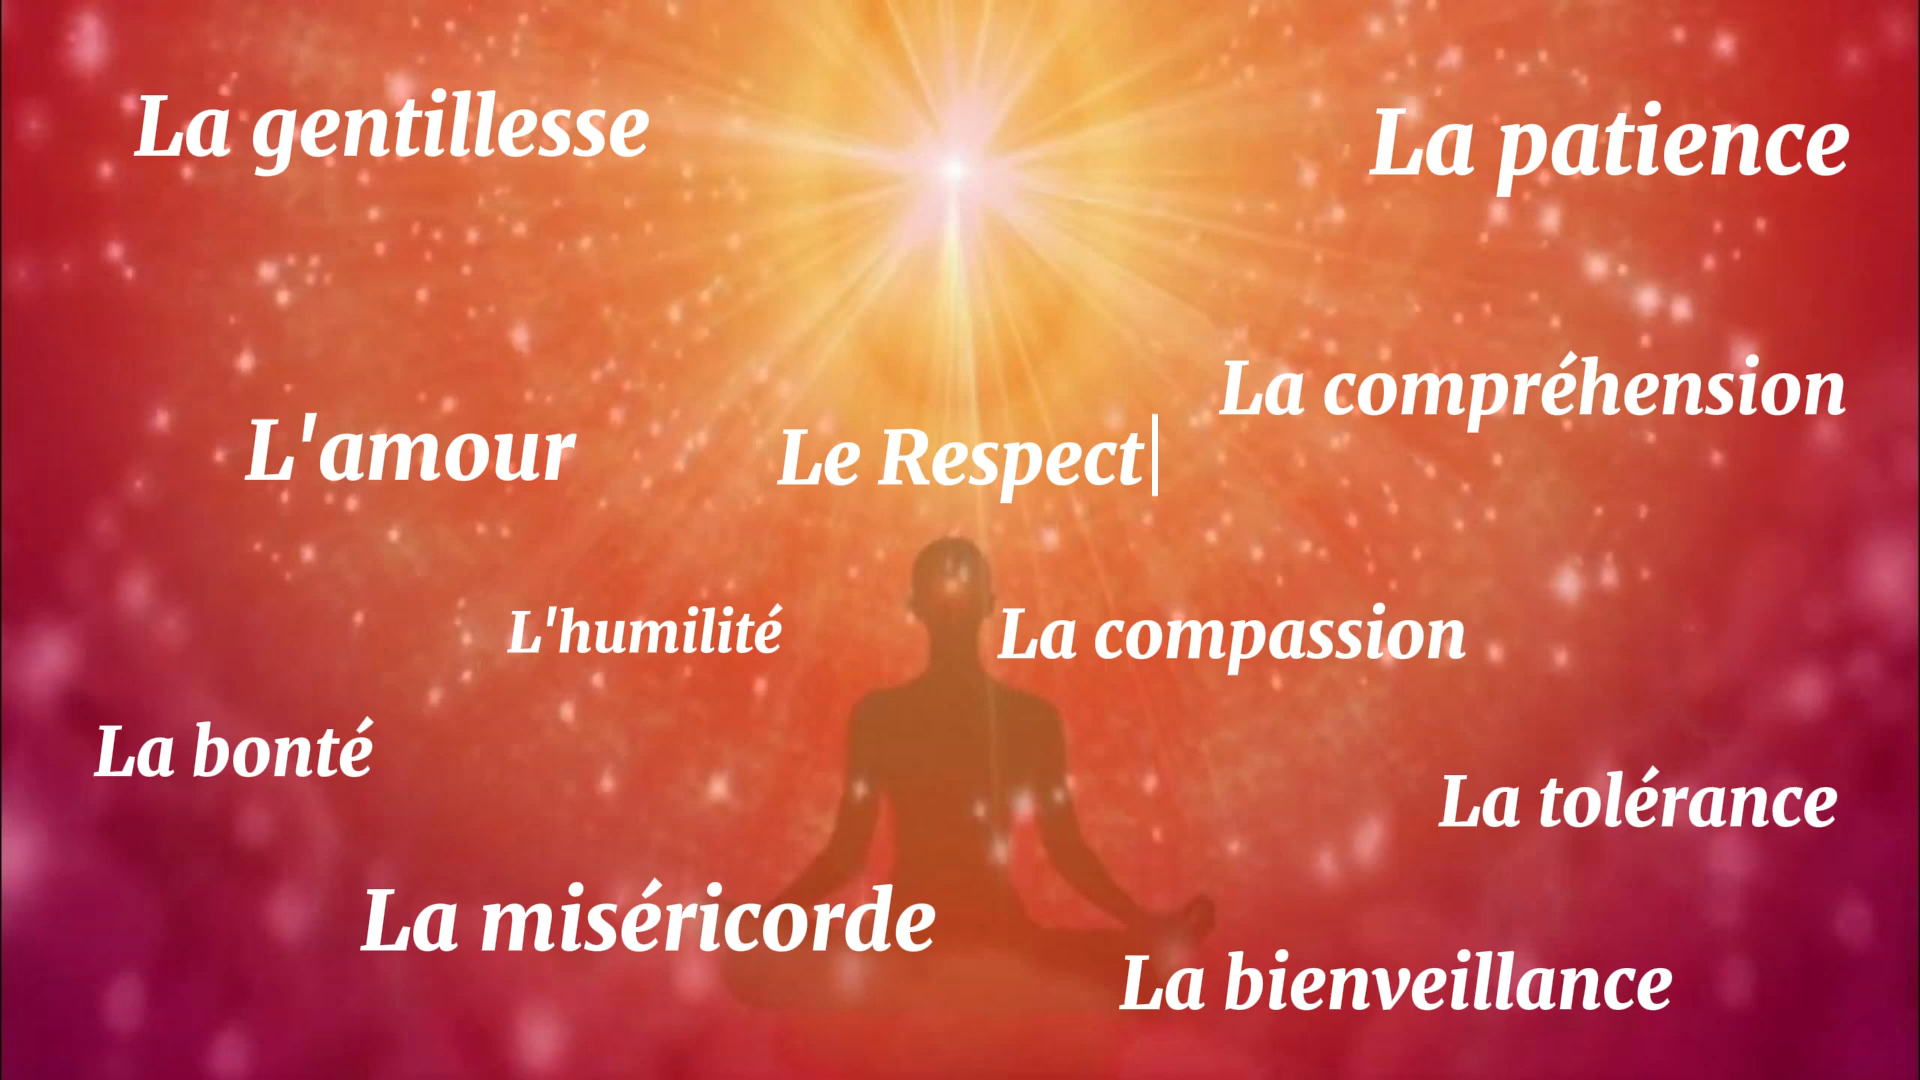 La gentillesse
La patience
La compréhension
L'amour
Le Respect
L'humilité
La compassion
La bonté
La tolérance
La miséricorde
La bienveillance